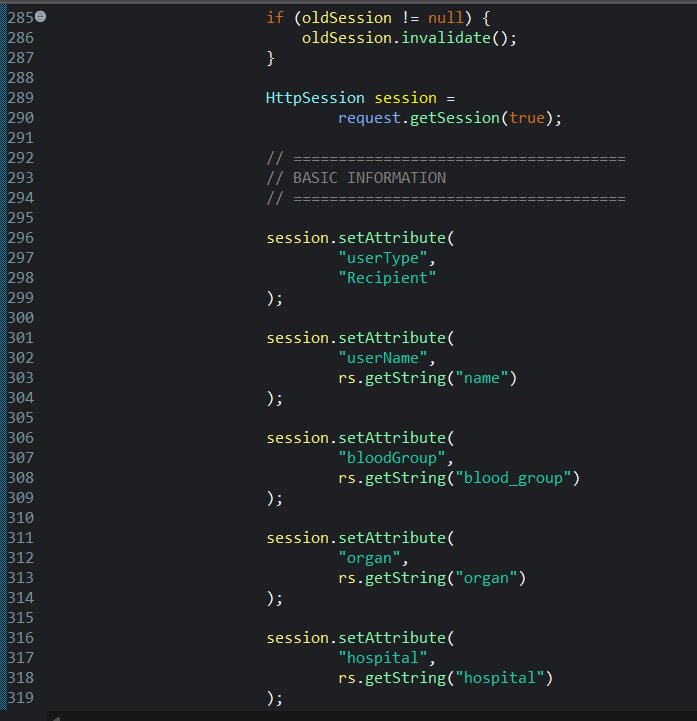 285 if (oldSession != null) {
286 oldSession.invalidate();
287 }
288
289 HttpSession session =
290 request.getSession(true);
291
292 // =====================================
293 // BASIC INFORMATION
294 // =====================================
295
296 session.setAttribute(
297 "userType",
298 "Recipient"
299 );
300
301 session.setAttribute(
302 "userName",
303 rs.getString("name")
304 );
305
306 session.setAttribute(
307 "bloodGroup",
308 rs.getString("blood_group")
309 );
310
311 session.setAttribute(
312 "organ",
313 rs.getString("organ")
314 );
315
316 session.setAttribute(
317 "hospital",
318 rs.getString("hospital")
319 );